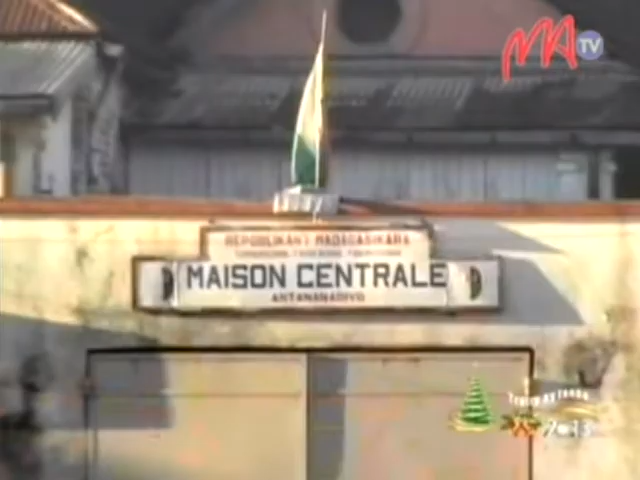 MA TV
REPOBLIKAN'I MADAGASIKARA
MAISON CENTRALE
ANTANANARIVO